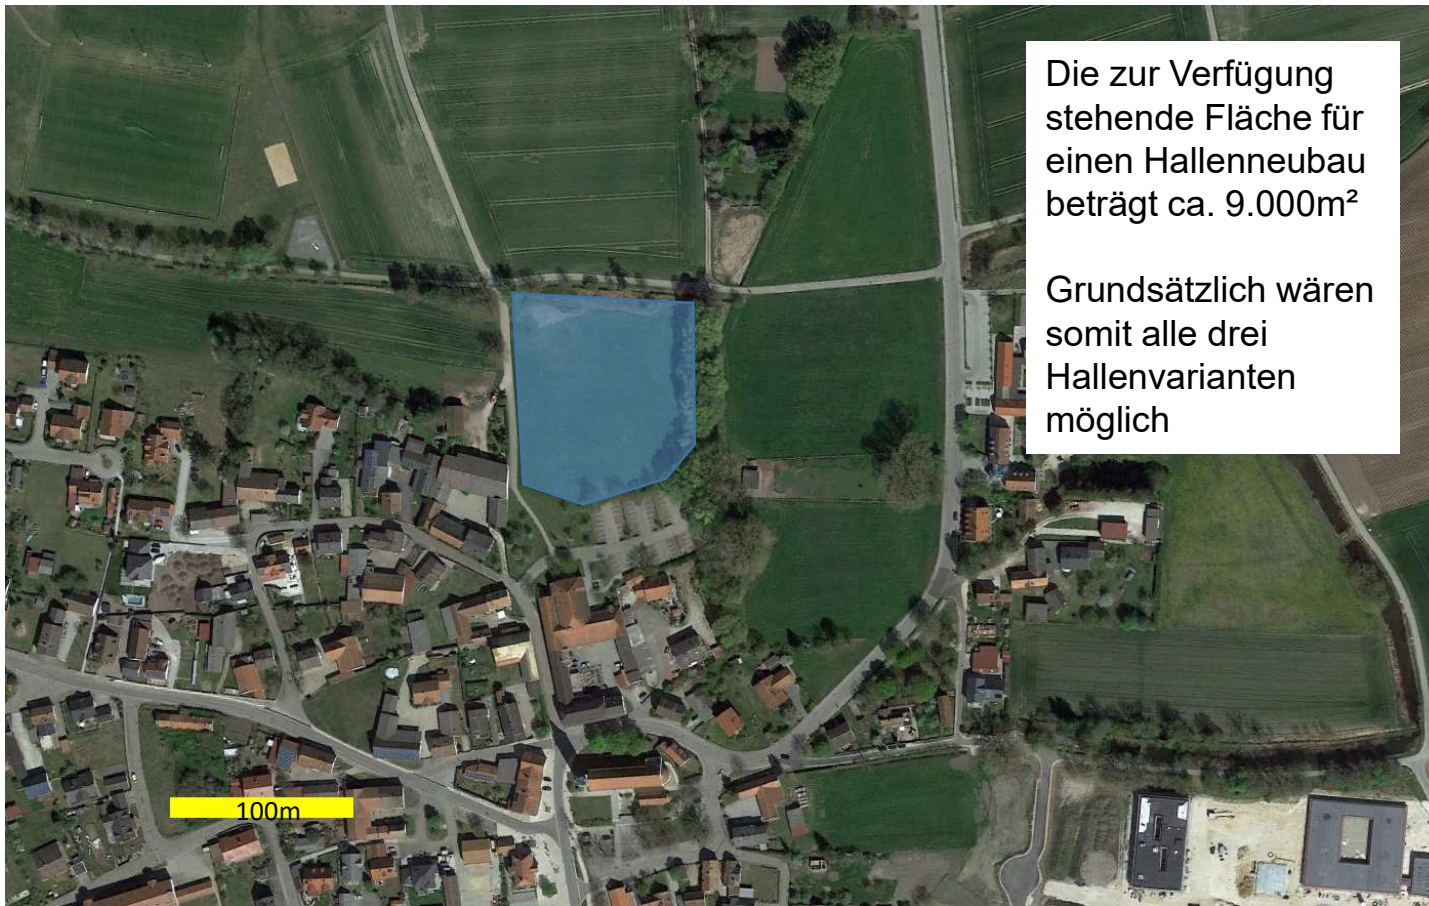 Die zur Verfügung
stehende Fläche für
einen Hallenneubau
beträgt ca. 9.000m²
Grundsätzlich wären
somit alle drei
Hallenvarianten
möglich
100m